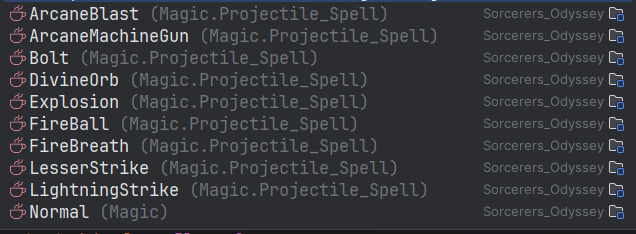 ArcaneBlast (Magic.Projectile_Spell) Sorcerers_Odyssey
ArcaneMachineGun (Magic.Projectile_Spell) Sorcerers_Odyssey
Bolt (Magic.Projectile_Spell) Sorcerers_Odyssey
DivineOrb (Magic.Projectile_Spell) Sorcerers_Odyssey
Explosion (Magic.Projectile_Spell) Sorcerers_Odyssey
FireBall (Magic.Projectile_Spell) Sorcerers_Odyssey
FireBreath (Magic.Projectile_Spell) Sorcerers_Odyssey
LesserStrike (Magic.Projectile_Spell) Sorcerers_Odyssey
LightningStrike (Magic.Projectile_Spell) Sorcerers_Odyssey
Normal (Magic) Sorcerers_Odyssey